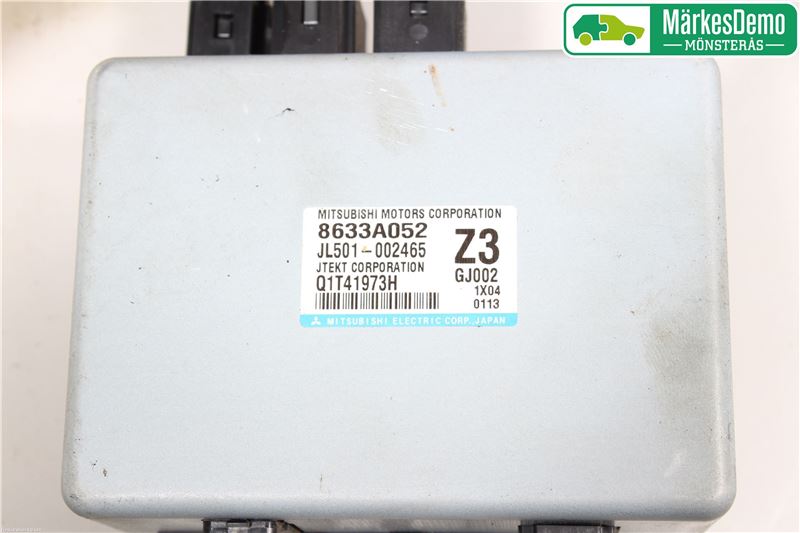 MärkesDemo
MÖNSTERÅS
MITSUBISHI MOTORS CORPORATION
8633A052
JL501-002465
JTEKT CORPORATION
Q1T41973H
Z3
GJ002
1X04
0113
MITSUBISHI ELECTRIC CORP., JAPAN